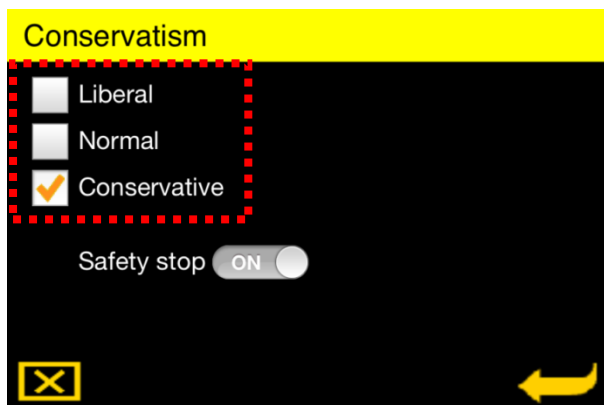 Conservatism
Liberal
Normal
Conservative
Safety stop ON